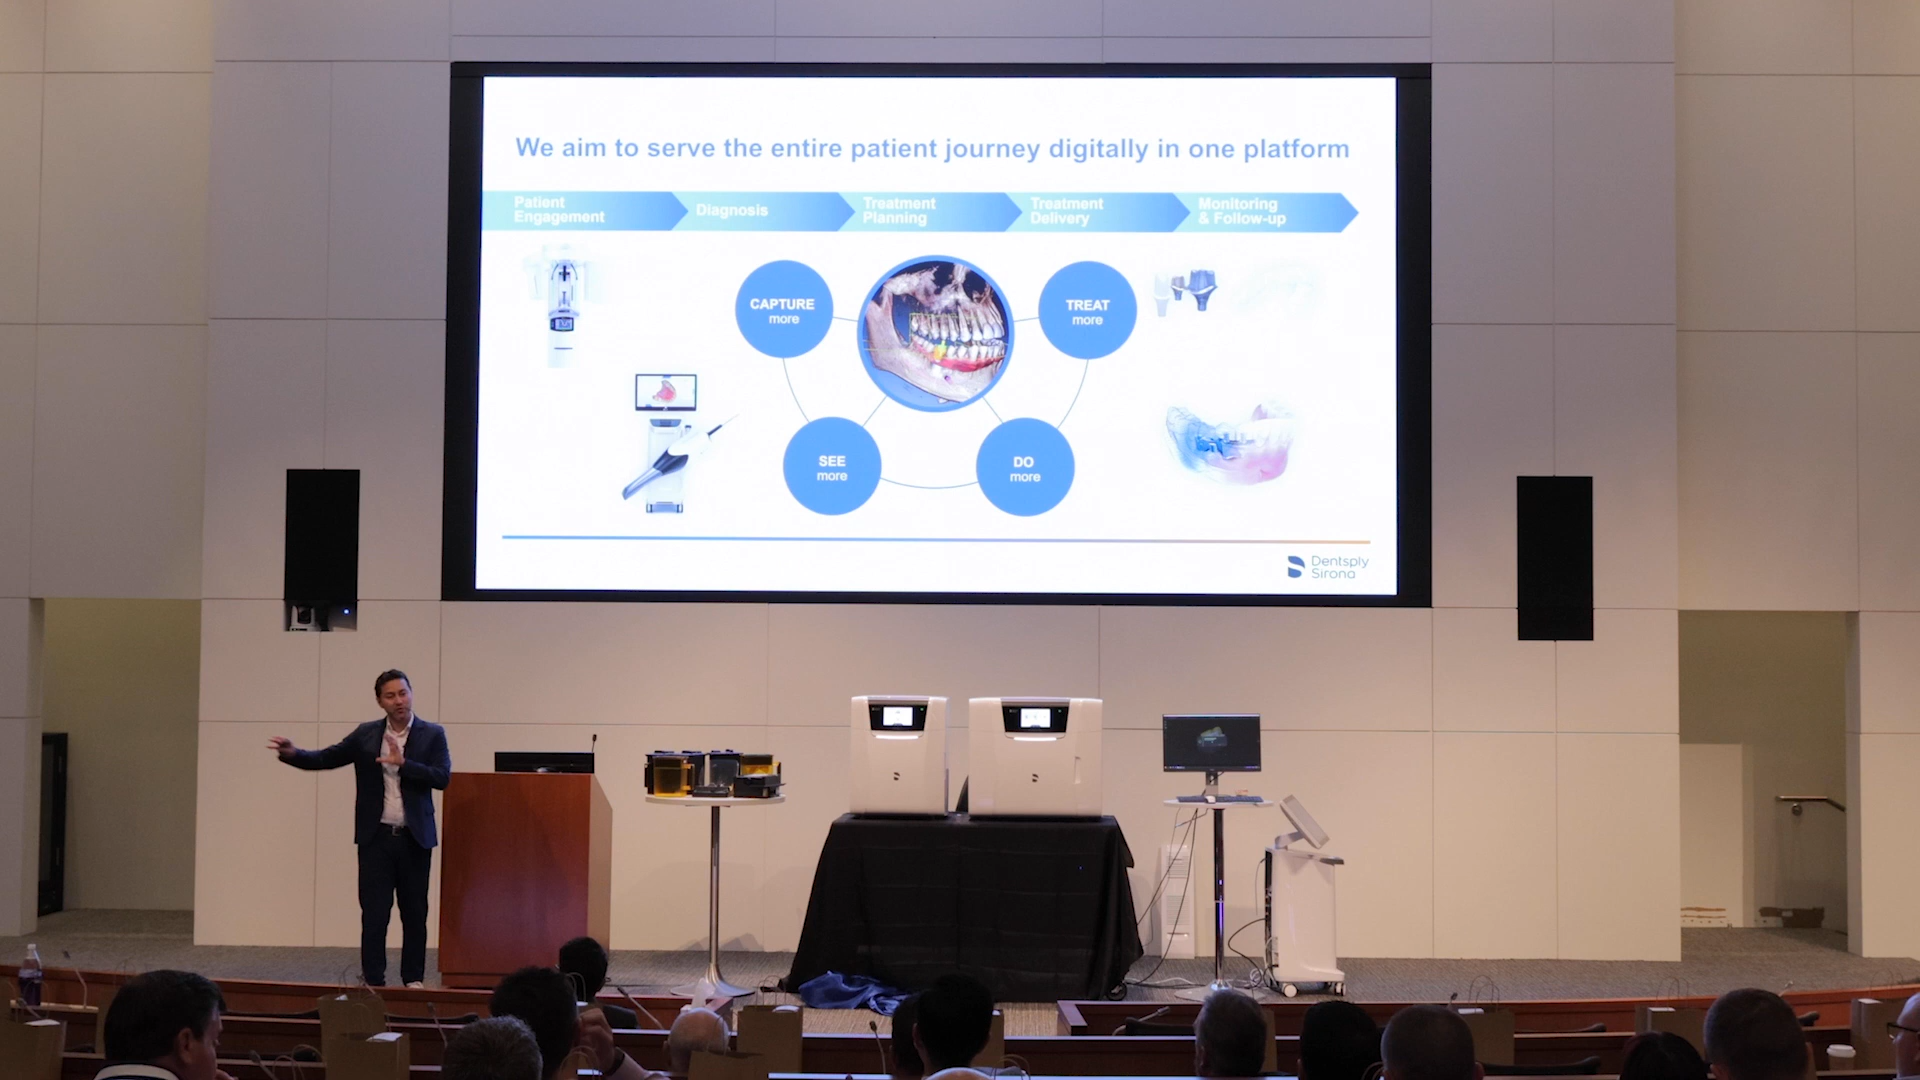 We aim to serve the entire patient journey digitally in one platform
Patient
Engagement
Diagnosis
Treatment
Planning
Treatment
Delivery
Monitoring
& Follow-up
CAPTURE
more
TREAT
more
SEE
more
DO
more
Dentsply
Sirona